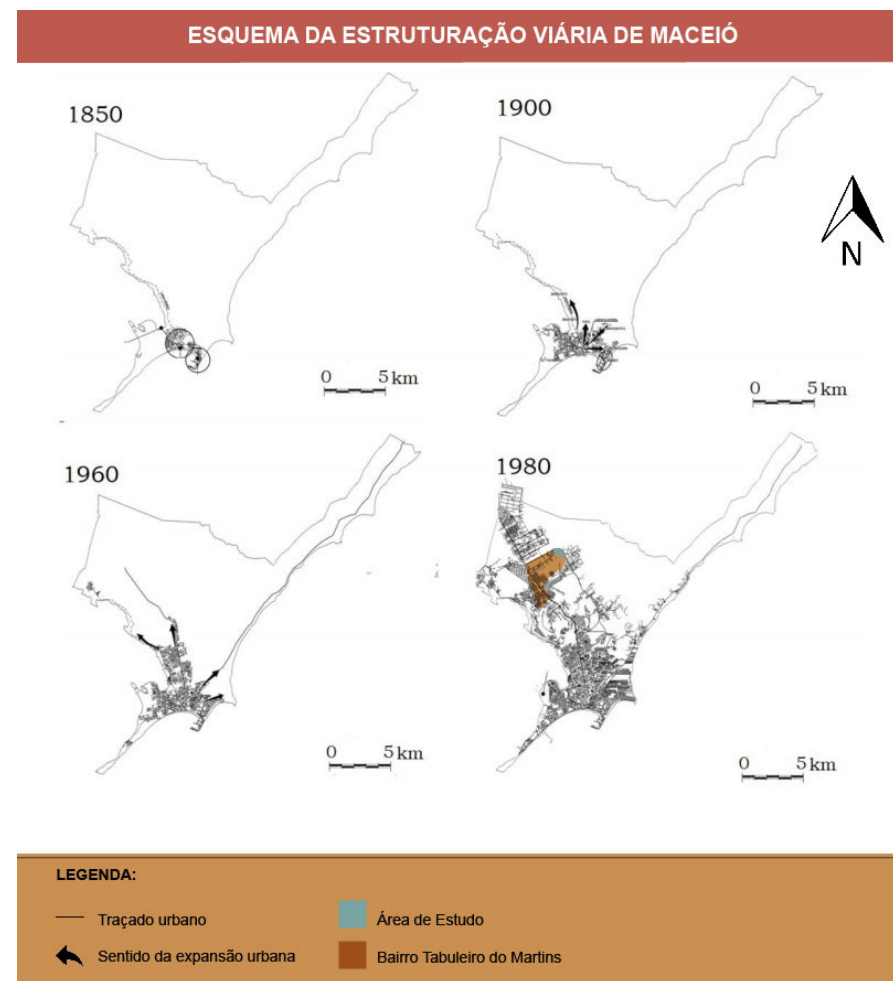 ESQUEMA DA ESTRUTURAÇÃO VIÁRIA DE MACEIÓ
1850
1900
N
0 5 km
0 5 km
1960
1980
0 5 km
0 5 km
LEGENDA:
Traçado urbano
Área de Estudo
Sentido da expansão urbana
Bairro Tabuleiro do Martins